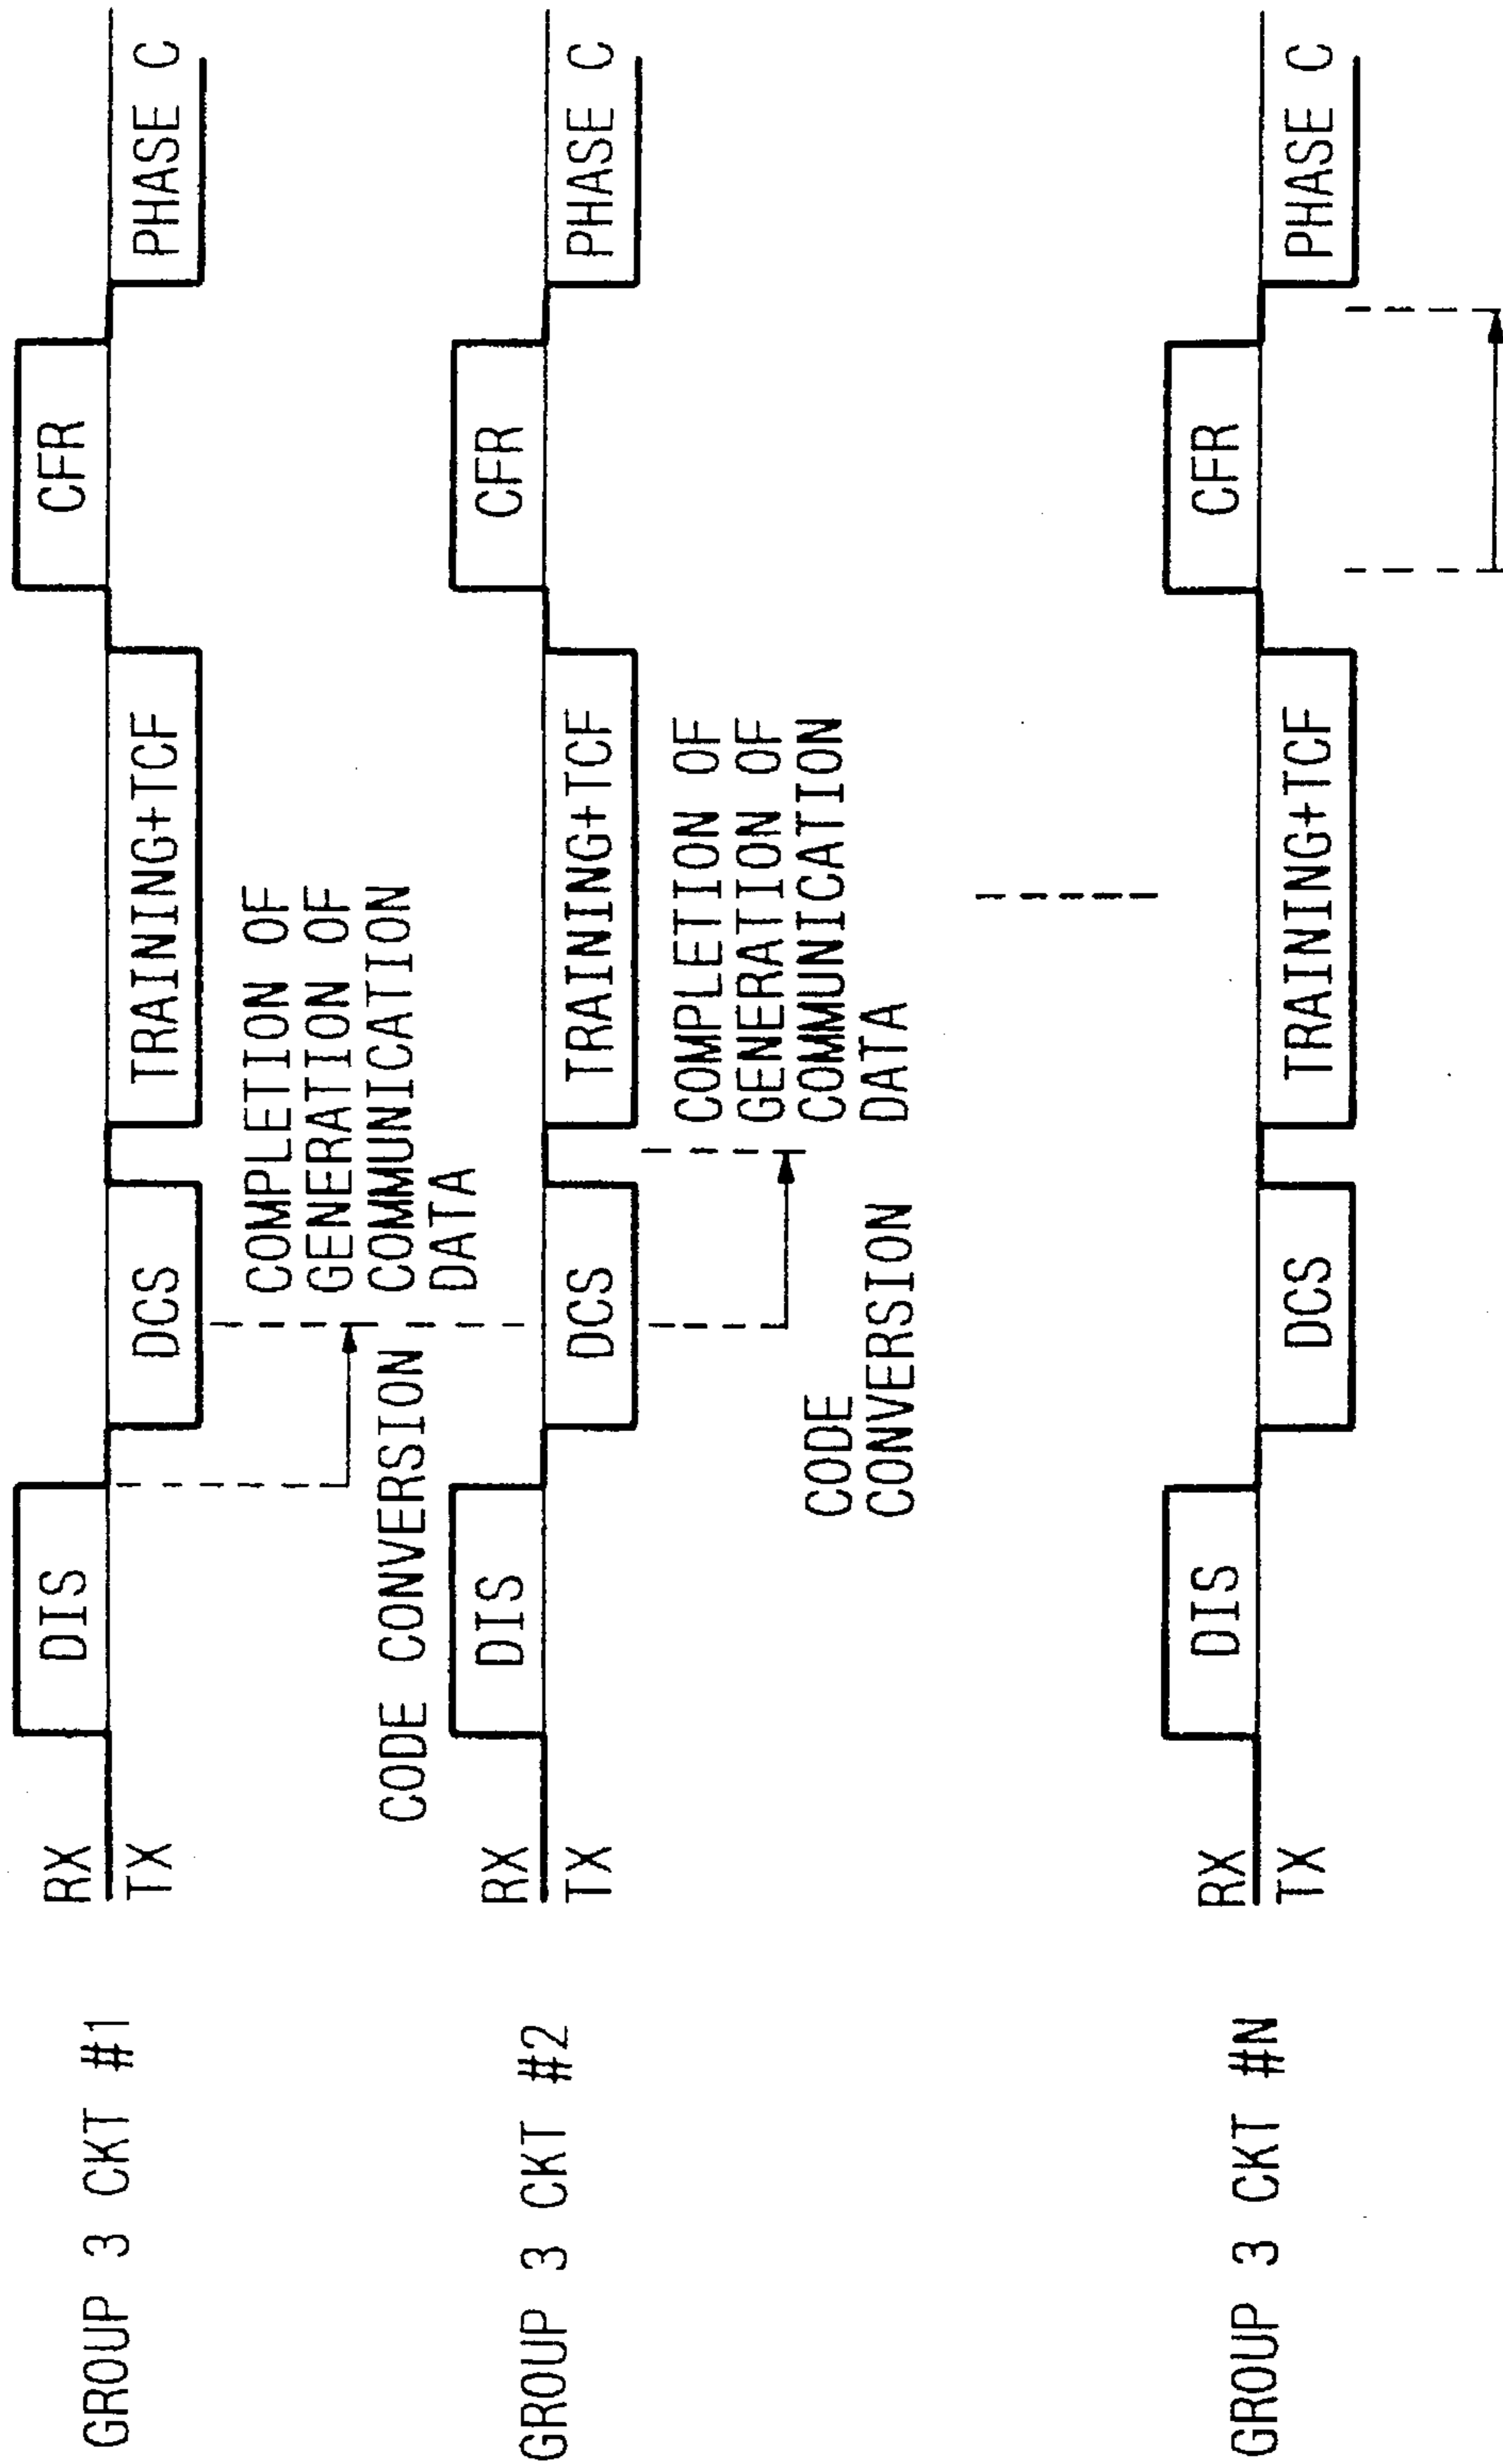 GROUP 3 CKT #1
RX
TX
DIS
DCS
TRAINING+TCF
CFR
PHASE C
CODE CONVERSION
COMPLETION OF
GENERATION OF
COMMUNICATION
DATA
GROUP 3 CKT #2
RX
TX
DIS
DCS
TRAINING+TCF
CFR
PHASE C
CODE
CONVERSION
COMPLETION OF
GENERATION OF
COMMUNICATION
DATA
GROUP 3 CKT #N
RX
TX
DIS
DCS
TRAINING+TCF
CFR
PHASE C